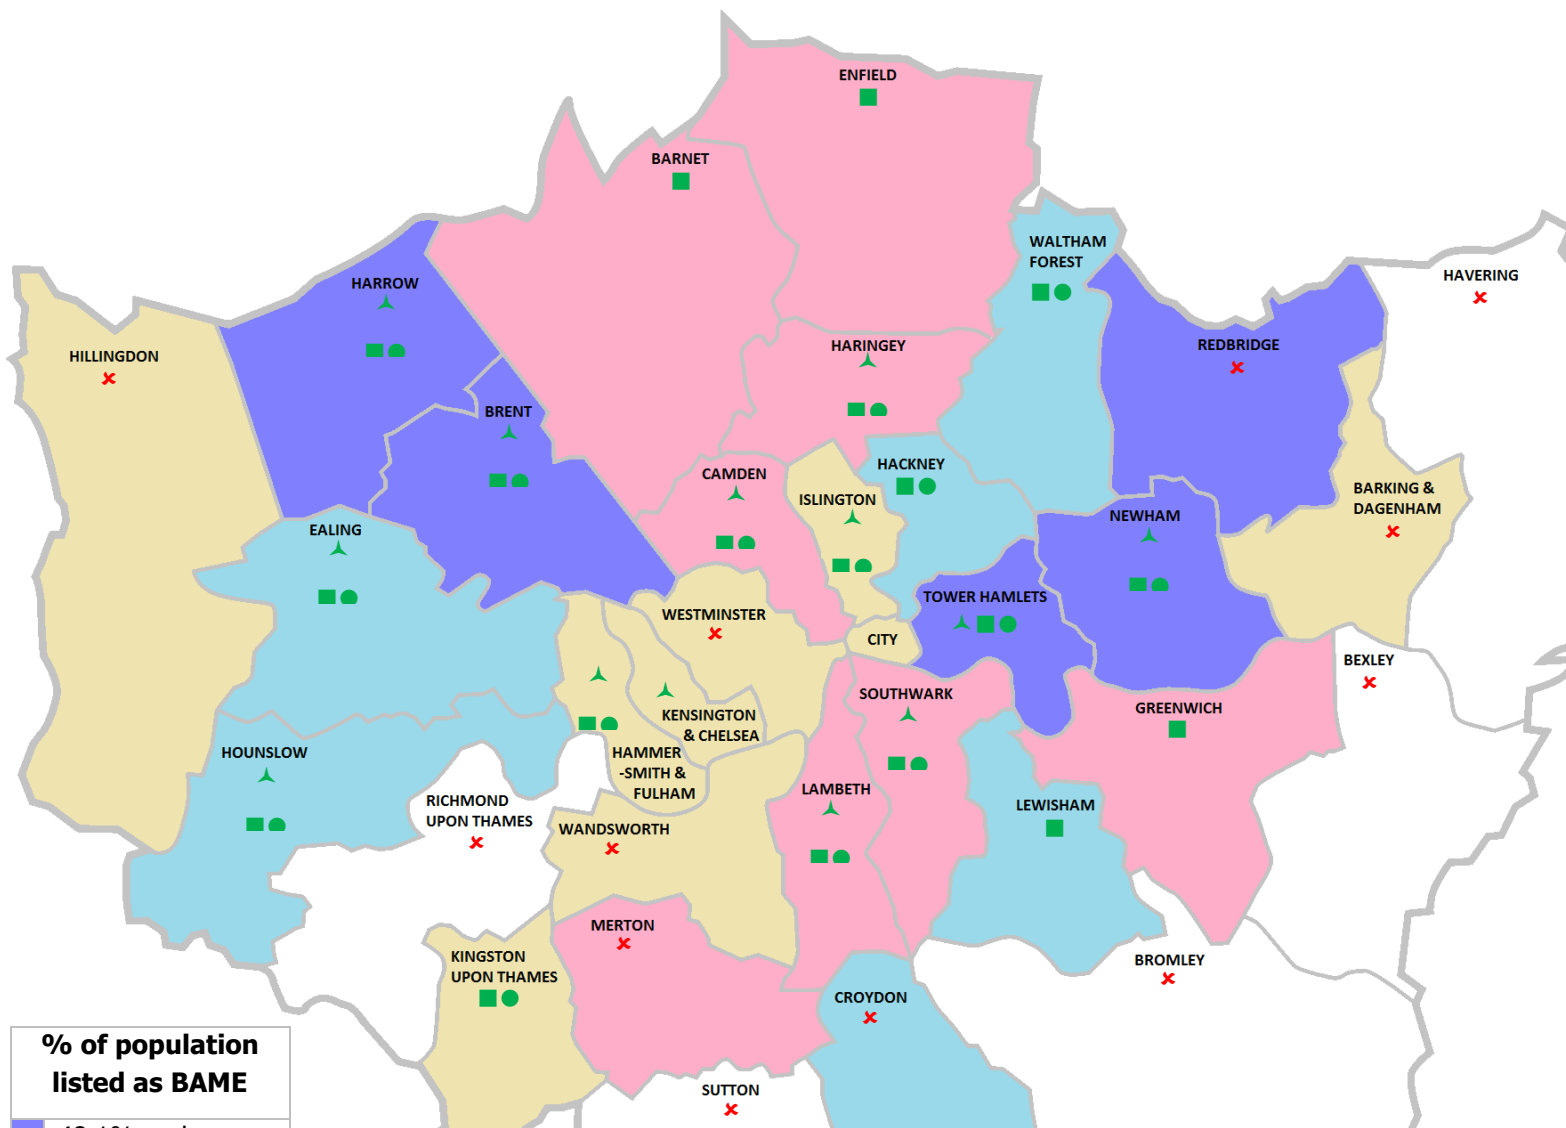 ENFIELD
BARNET
WALTHAM
FOREST
HAVERING
HARROW
REDBRIDGE
HARINGEY
HILLINGDON
BRENT
HACKNEY
CAMDEN
ISLINGTON
BARKING &
DAGENHAM
NEWHAM
EALING
TOWER HAMLETS
WESTMINSTER
CITY
BEXLEY
SOUTHWARK
GREENWICH
KENSINGTON
& CHELSEA
HOUNSLOW
HAMMER
-SMITH &
FULHAM
LAMBETH
RICHMOND
UPON THAMES
LEWISHAM
WANDSWORTH
MERTON
KINGSTON
UPON THAMES
BROMLEY
CROYDON
SUTTON
% of population
listed as BAME